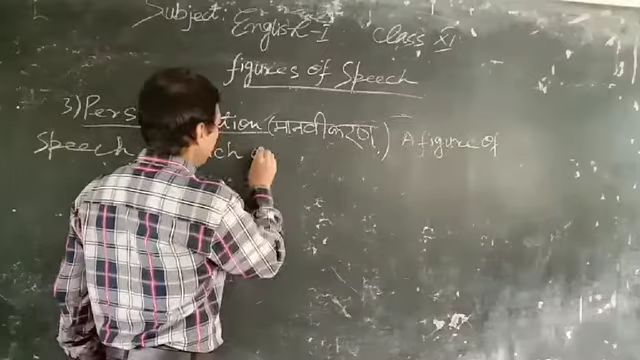 Subject: English-I Class XI
figures of Speech
3) Pers tion (मानवीकरण) A figure of
Speech ch